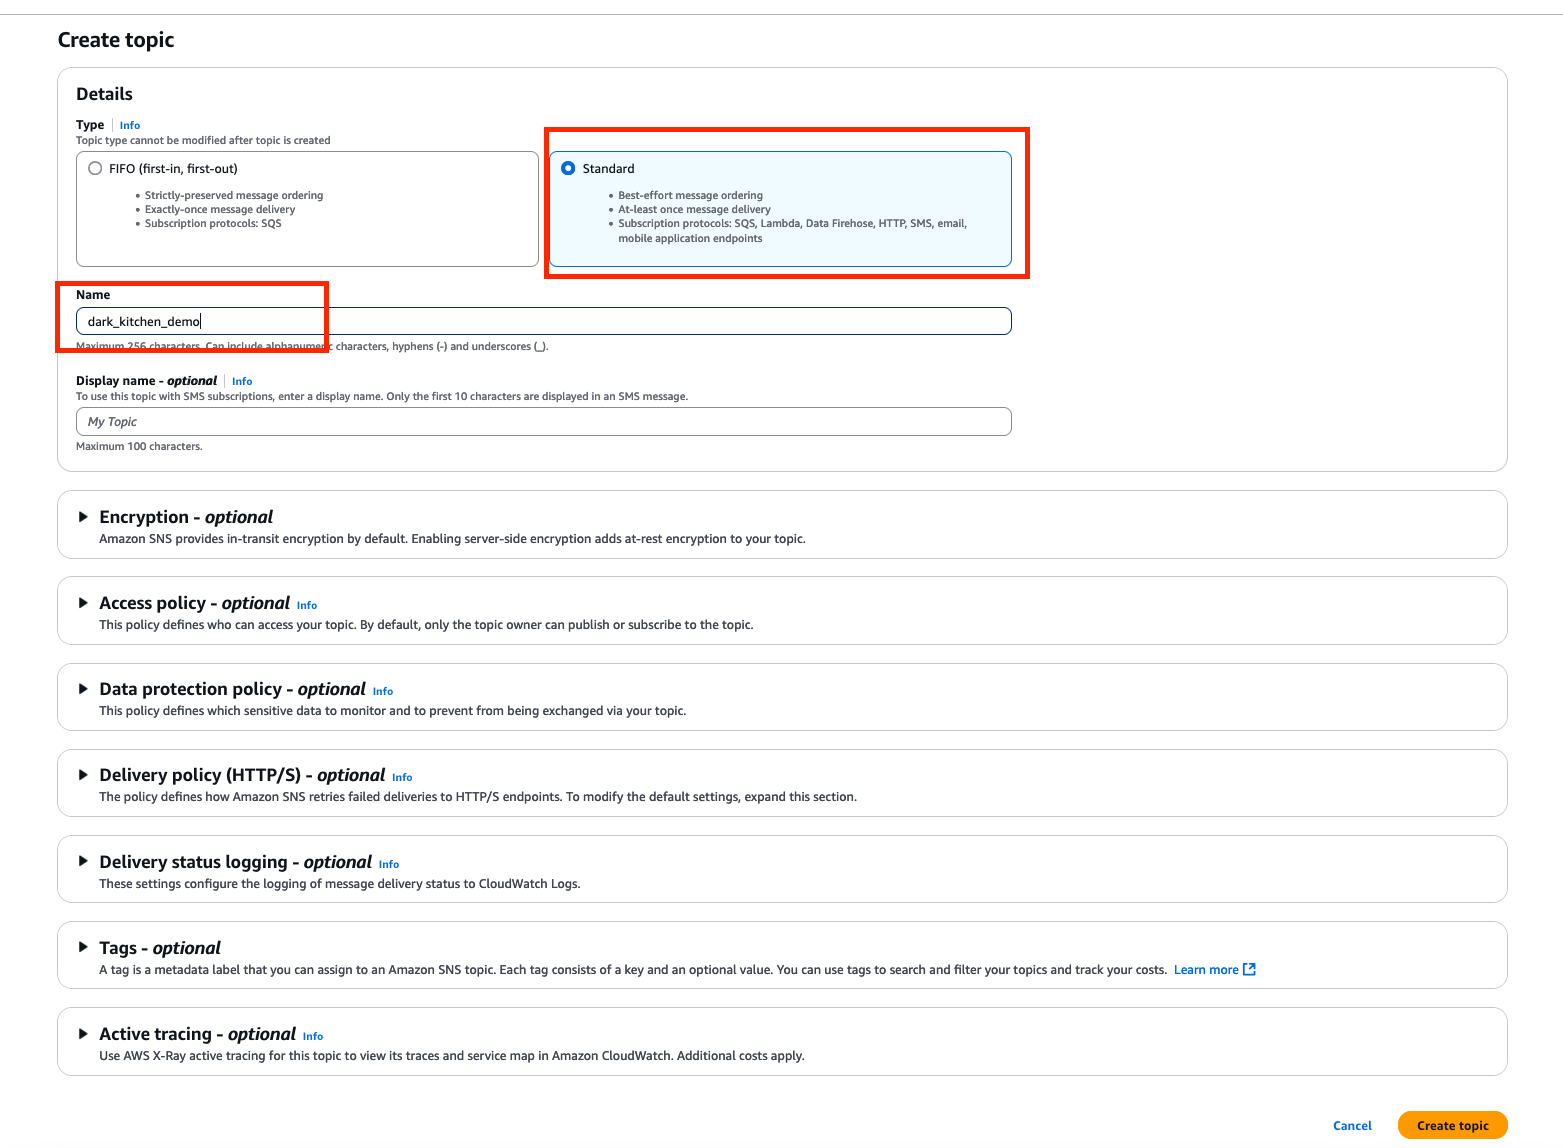 Create topic
Details
Type Info
Topic type cannot be modified after topic is created
FIFO (first-in, first-out)
• Strictly-preserved message ordering
• Exactly-once message delivery
• Subscription protocols: SQS
Standard
• Best-effort message ordering
• At-least once message delivery
• Subscription protocols: SQS, Lambda, Data Firehose, HTTP, SMS, email,
mobile application endpoints
Name
dark_kitchen_demo
Maximum 256 characters. Can include alphanumeric characters, hyphens (-) and underscores (_).
Display name - optional Info
To use this topic with SMS subscriptions, enter a display name. Only the first 10 characters are displayed in an SMS message.
My Topic
Maximum 100 characters.
Encryption - optional
Amazon SNS provides in-transit encryption by default. Enabling server-side encryption adds at-rest encryption to your topic.
Access policy - optional Info
This policy defines who can access your topic. By default, only the topic owner can publish or subscribe to the topic.
Data protection policy - optional Info
This policy defines which sensitive data to monitor and to prevent from being exchanged via your topic.
Delivery policy (HTTP/S) - optional Info
The policy defines how Amazon SNS retries failed deliveries to HTTP/S endpoints. To modify the default settings, expand this section.
Delivery status logging - optional Info
These settings configure the logging of message delivery status to CloudWatch Logs.
Tags - optional
A tag is a metadata label that you can assign to an Amazon SNS topic. Each tag consists of a key and an optional value. You can use tags to search and filter your topics and track your costs. Learn more
Active tracing - optional Info
Use AWS X-Ray active tracing for this topic to view its traces and service map in Amazon CloudWatch. Additional costs apply.
Cancel Create topic